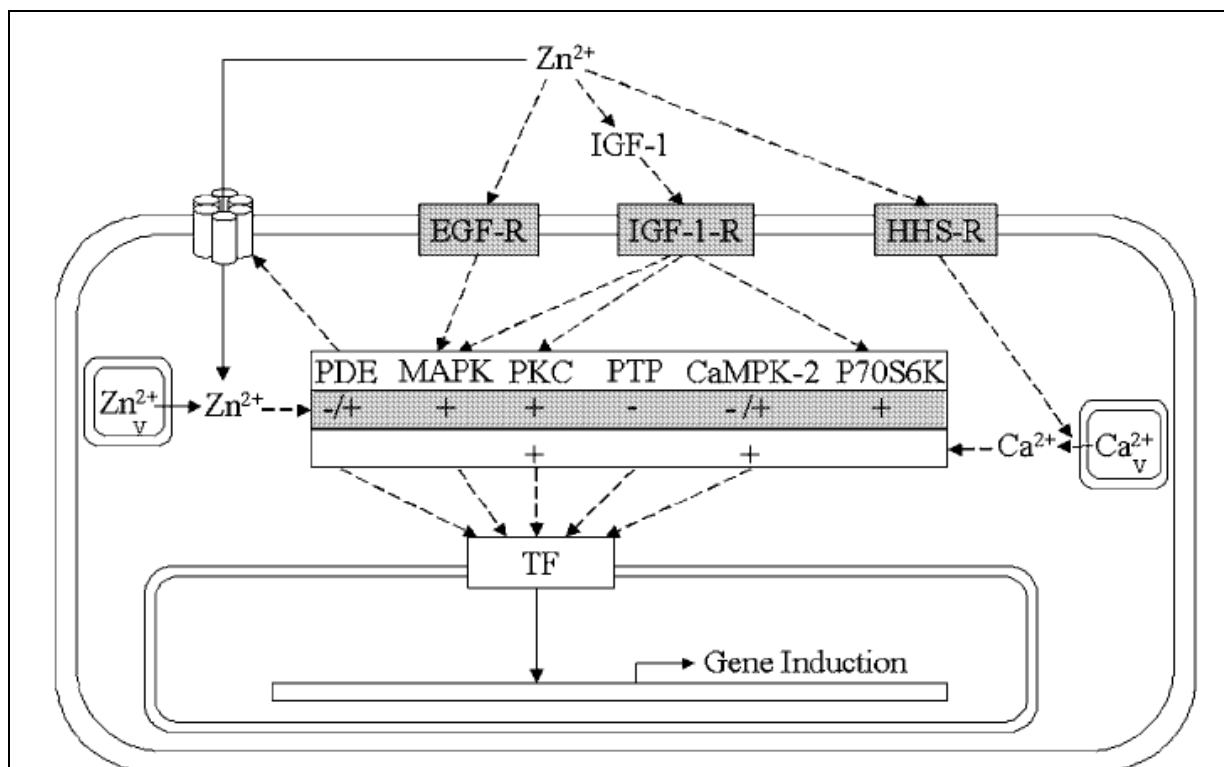 Zn²⁺
IGF-1
EGF-R IGF-1-R HHS-R
PDE MAPK PKC PTP CaMPK-2 P70S6K
Zn²⁺v Zn²⁺ -/+ + + - -/+ +
+ + Ca²⁺ Ca²⁺v
TF
Gene Induction